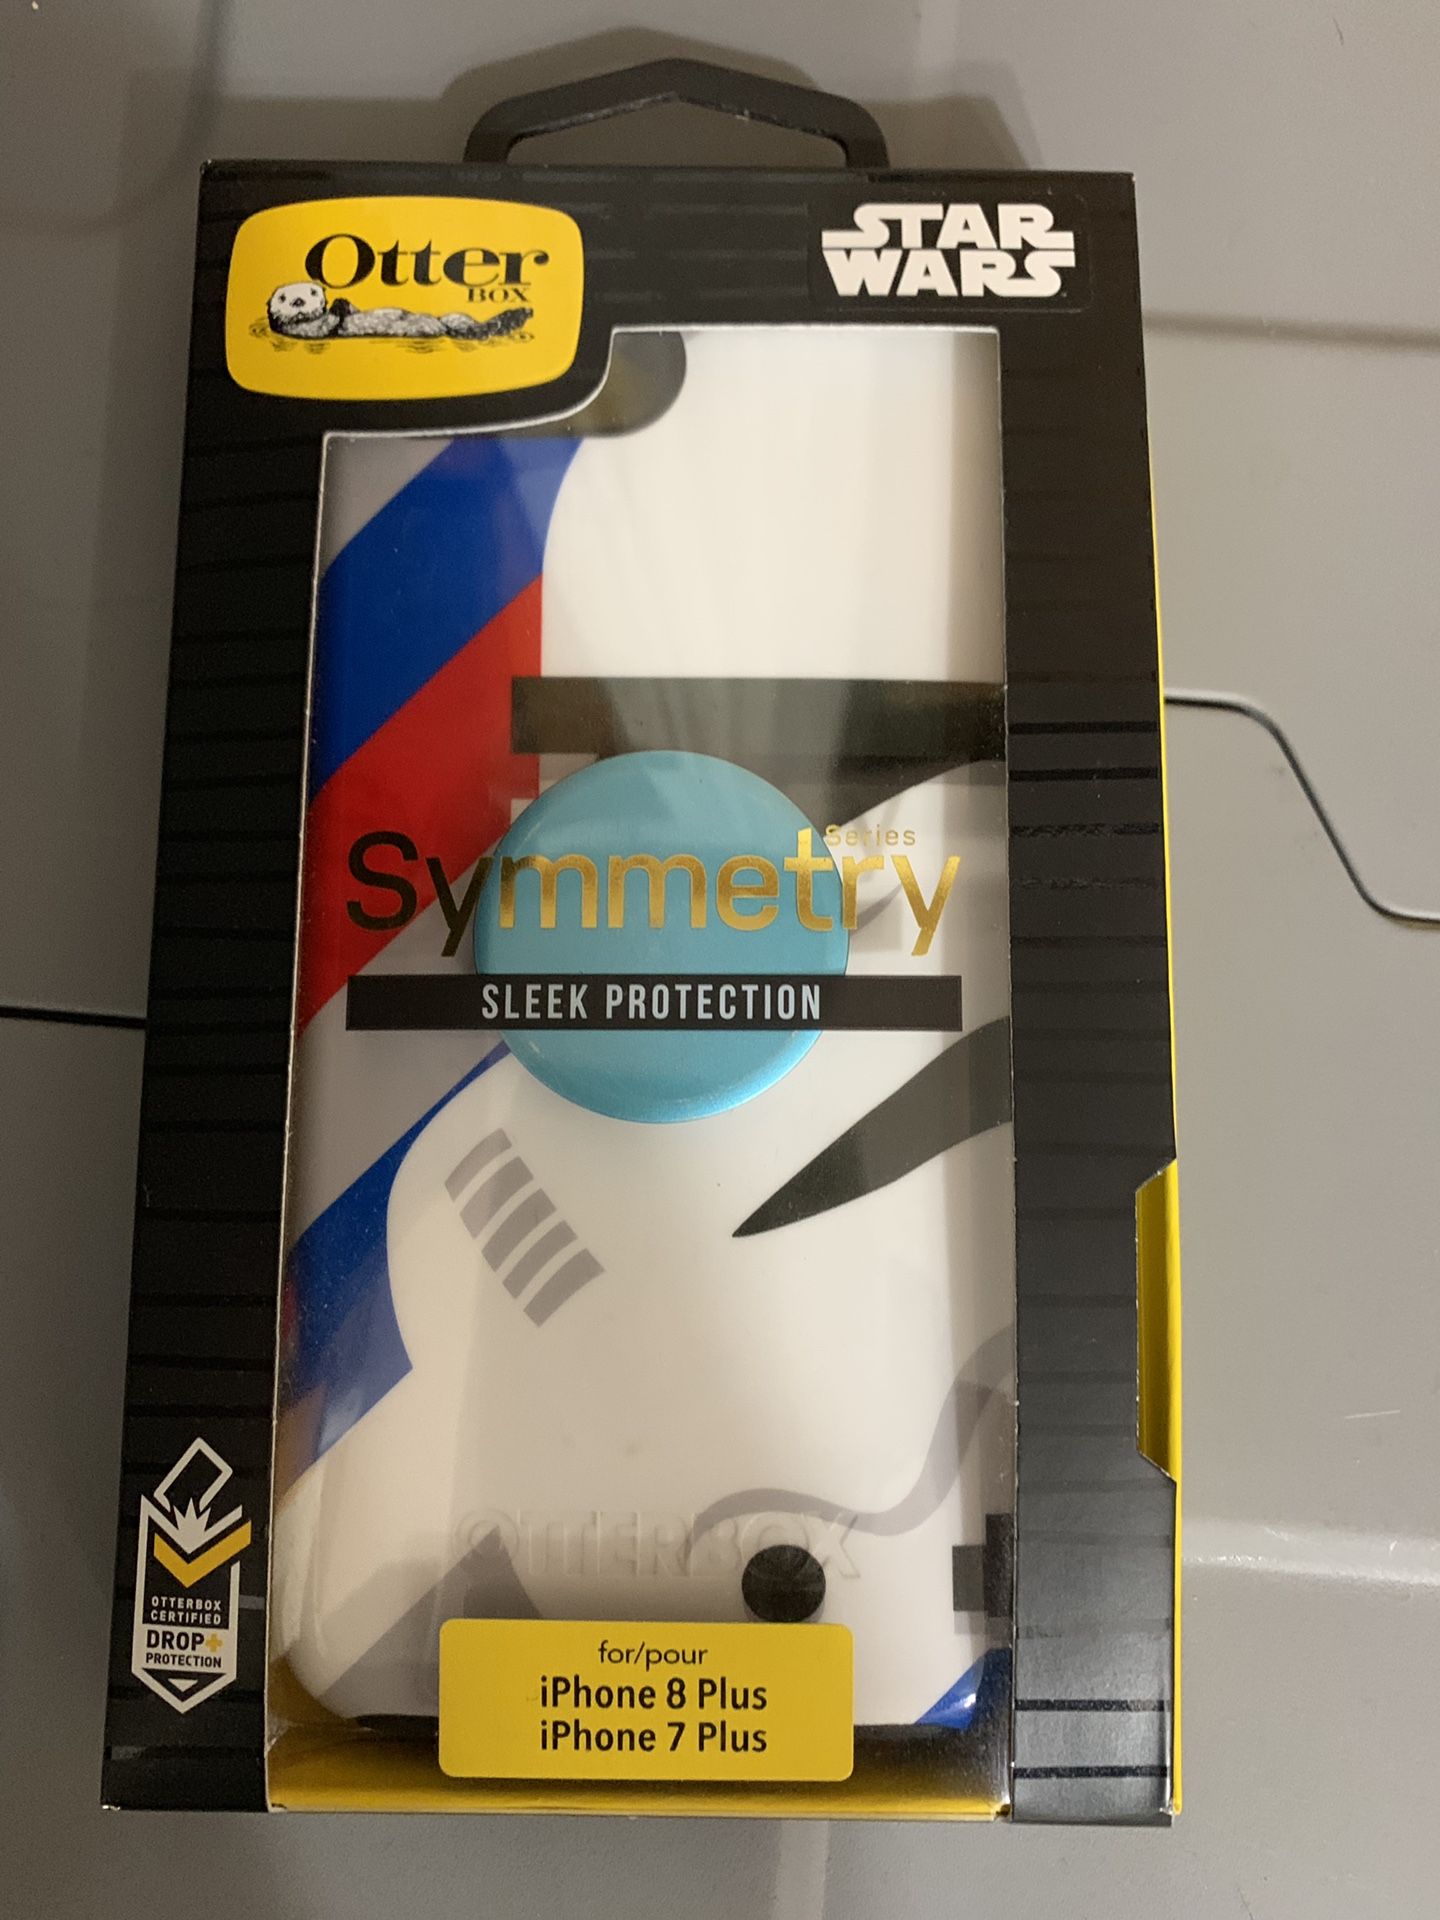 Otter
BOX
STAR
WARS
Series
Symmetry
SLEEK PROTECTION
OTTERBOX
OTTERBOX
CERTIFIED
DROP+
PROTECTION
for/pour
iPhone 8 Plus
iPhone 7 Plus